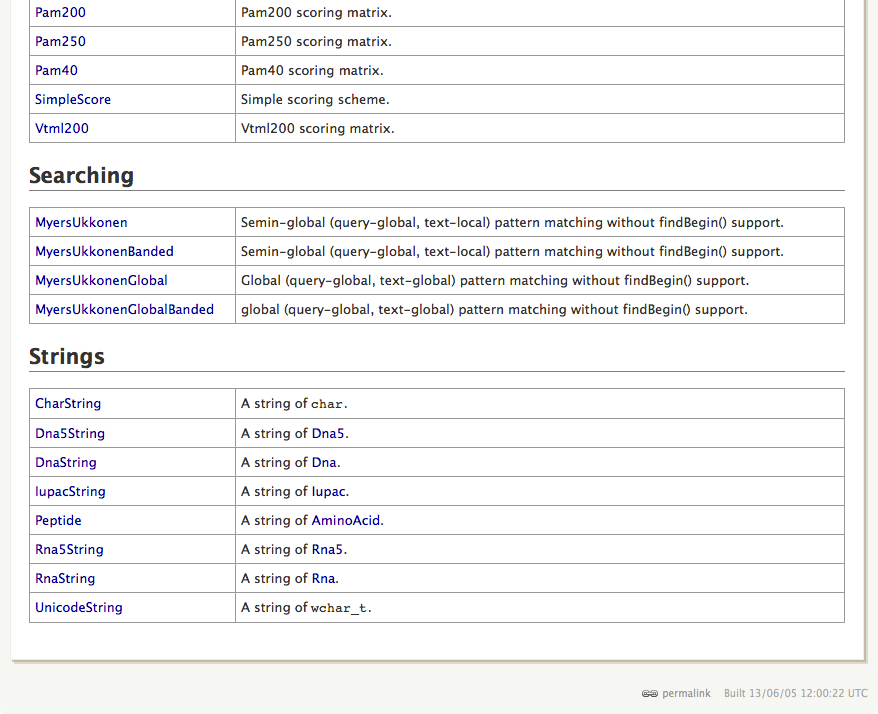 Pam200 Pam200 scoring matrix.
Pam250 Pam250 scoring matrix.
Pam40 Pam40 scoring matrix.
SimpleScore Simple scoring scheme.
Vtml200 Vtml200 scoring matrix.
Searching
MyersUkkonen Semin-global (query-global, text-local) pattern matching without findBegin() support.
MyersUkkonenBanded Semin-global (query-global, text-local) pattern matching without findBegin() support.
MyersUkkonenGlobal Global (query-global, text-global) pattern matching without findBegin() support.
MyersUkkonenGlobalBanded global (query-global, text-global) pattern matching without findBegin() support.
Strings
CharString A string of char.
Dna5String A string of Dna5.
DnaString A string of Dna.
IupacString A string of Iupac.
Peptide A string of AminoAcid.
Rna5String A string of Rna5.
RnaString A string of Rna.
UnicodeString A string of wchar_t.
permalink Built 13/06/05 12:00:22 UTC